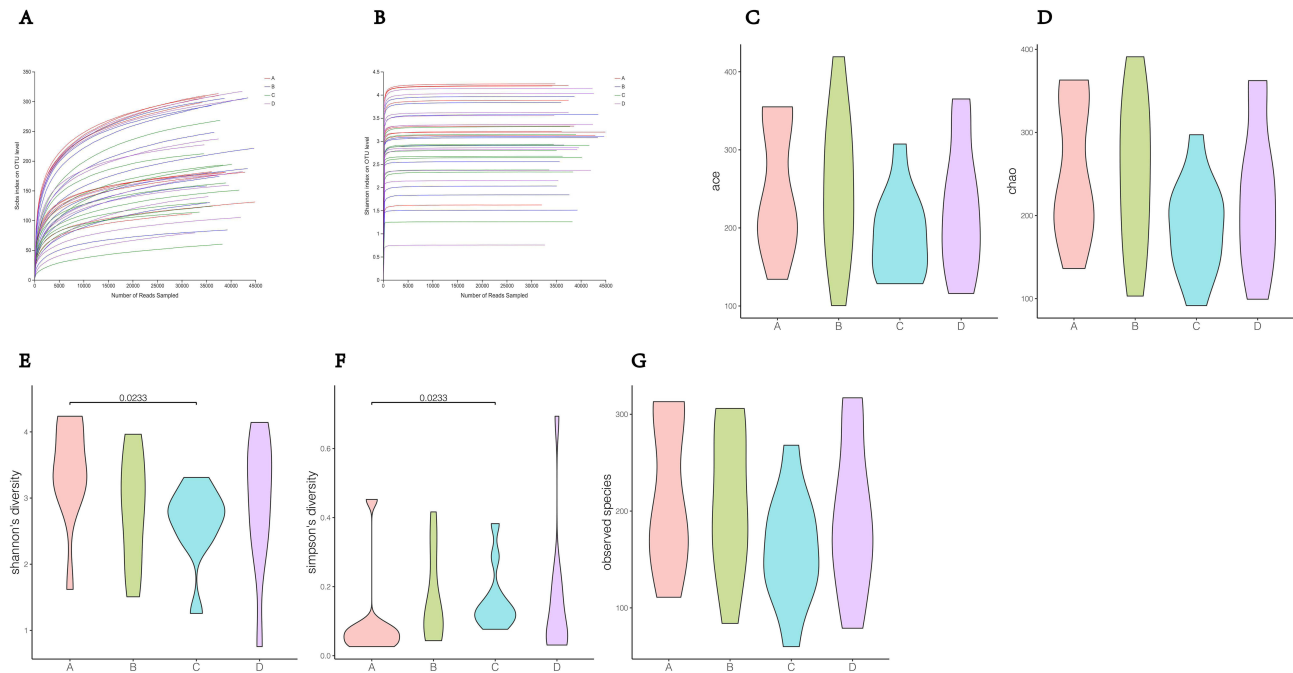 A
B
C
D
350
300
250
200
150
100
50
0
Sobs index on OTU level
0 5000 10000 15000 20000 25000 30000 35000 40000 45000
Number of Reads Sampled
A
B
C
D
4.5
4
3.5
3
2.5
2
1.5
1
0.5
0
Shannon index on OTU level
0 5000 10000 15000 20000 25000 30000 35000 40000 45000
Number of Reads Sampled
A
B
C
D
400
300
200
100
ace
A B C D
400
300
200
100
chao
A B C D
E
F
G
0.0233
4
3
2
1
shannon's diversity
A B C D
0.0233
0.6
0.4
0.2
0.0
simpson's diversity
A B C D
300
200
100
observed species
A B C D